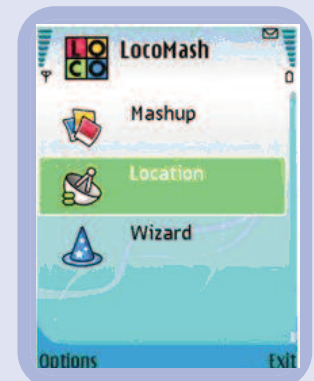 LO
CO
LocoMash
Mashup
Location
Wizard
Options Exit